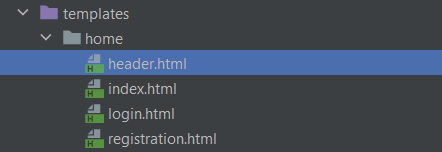 templates
home
header.html
index.html
login.html
registration.html